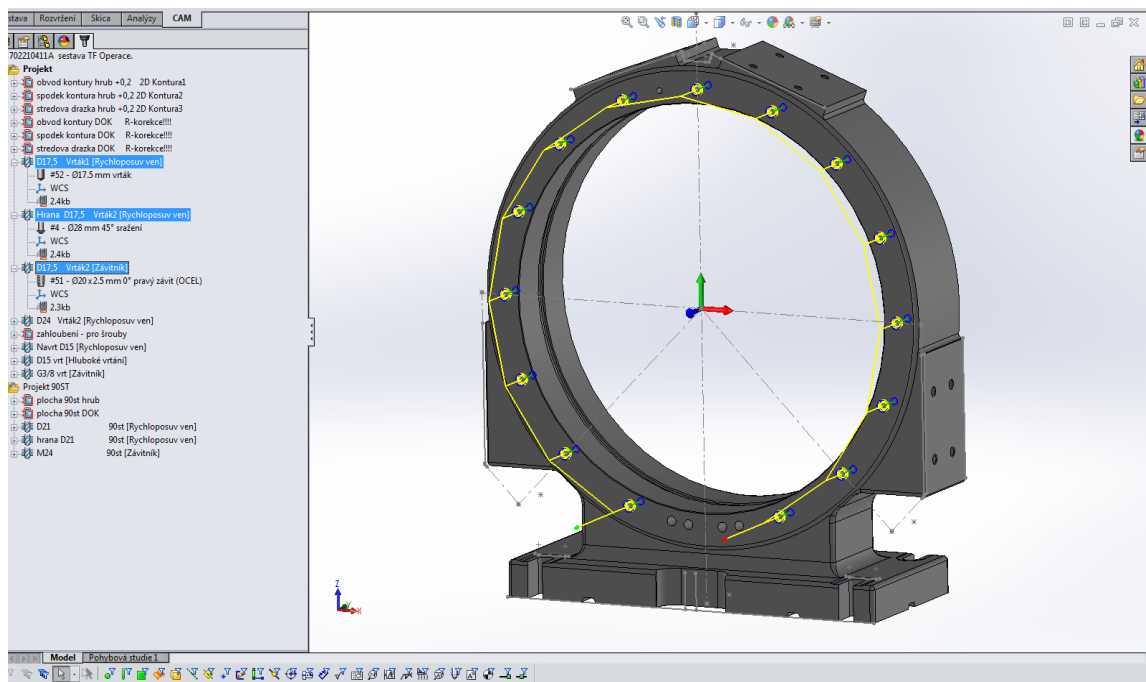 stava Rozvržení Skica Analýzy CAM
702210411A sestava TF Operace.
Projekt
obvod kontury hrub +0,2 2D Kontura1
spodek kontura hrub +0,2 2D Kontura2
stredova drazka hrub +0,2 2D Kontura3
obvod kontury DOK R-korekce!!!!
spodek kontura DOK R-korekce!!!!
stredova drazka DOK R-korekce!!!!
D17,5 Vrták1 [Rychloposuv ven]
#52 - Ø17.5 mm vrták
WCS
2.4kb
Hrana D17,5 Vrták2 [Rychloposuv ven]
#4 - Ø28 mm 45° sražení
WCS
2.4kb
D17,5 Vrták2 [Závitník]
#51 - Ø20 x 2.5 mm 0° pravý závit (OCEL)
WCS
2.3kb
D24 Vrták2 [Rychloposuv ven]
zahloubení - pro šrouby
Navrt D15 [Rychloposuv ven]
D15 vrt [Hluboké vrtání]
G3/8 vrt [Závitník]
Projekt 90ST
plocha 90st hrub
plocha 90st DOK
D21 90st [Rychloposuv ven]
hrana D21 90st [Rychloposuv ven]
M24 90st [Závitník]
Z
Y
X
Model Pohybová studie 1